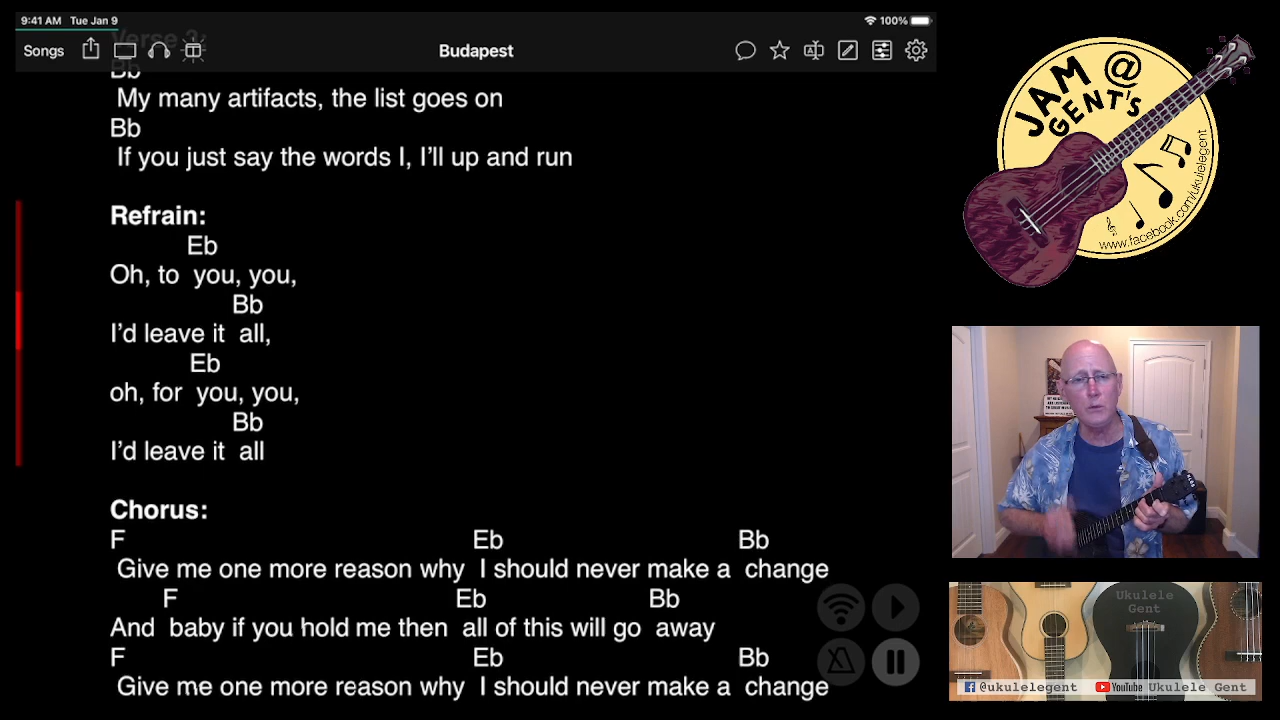 9:41 AM Tue Jan 9
100%
Songs
Budapest
Verse 2:
Bb
My many artifacts, the list goes on
Bb
If you just say the words I, I'll up and run
Refrain:
Eb
Oh, to you, you,
Bb
I'd leave it all,
Eb
oh, for you, you,
Bb
I'd leave it all
Chorus:
F Eb Bb
Give me one more reason why I should never make a change
F Eb Bb
And baby if you hold me then all of this will go away
F Eb Bb
Give me one more reason why I should never make a change
JAM @
GENT'S
www.facebook.com/ukulelegent
Ukulele
Gent
@ukulelegent YouTube Ukulele Gent